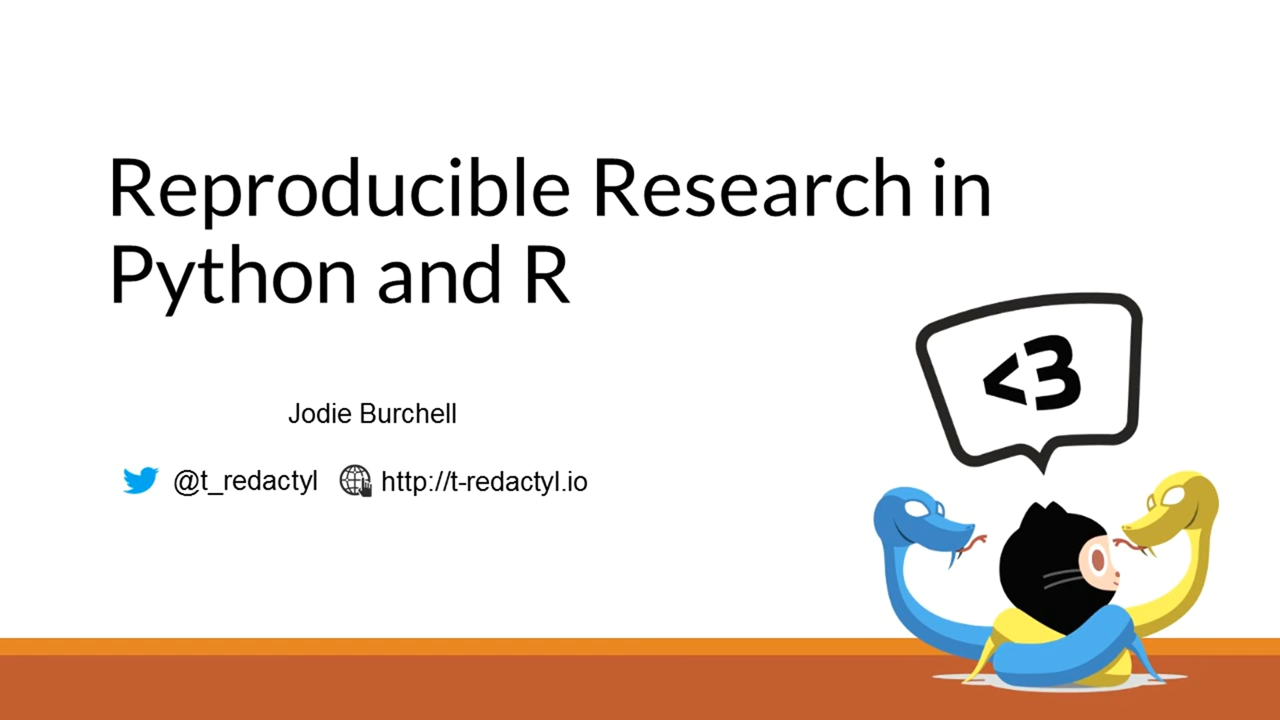 Reproducible Research in
Python and R
<3
Jodie Burchell
@t_redactyl http://t-redactyl.io